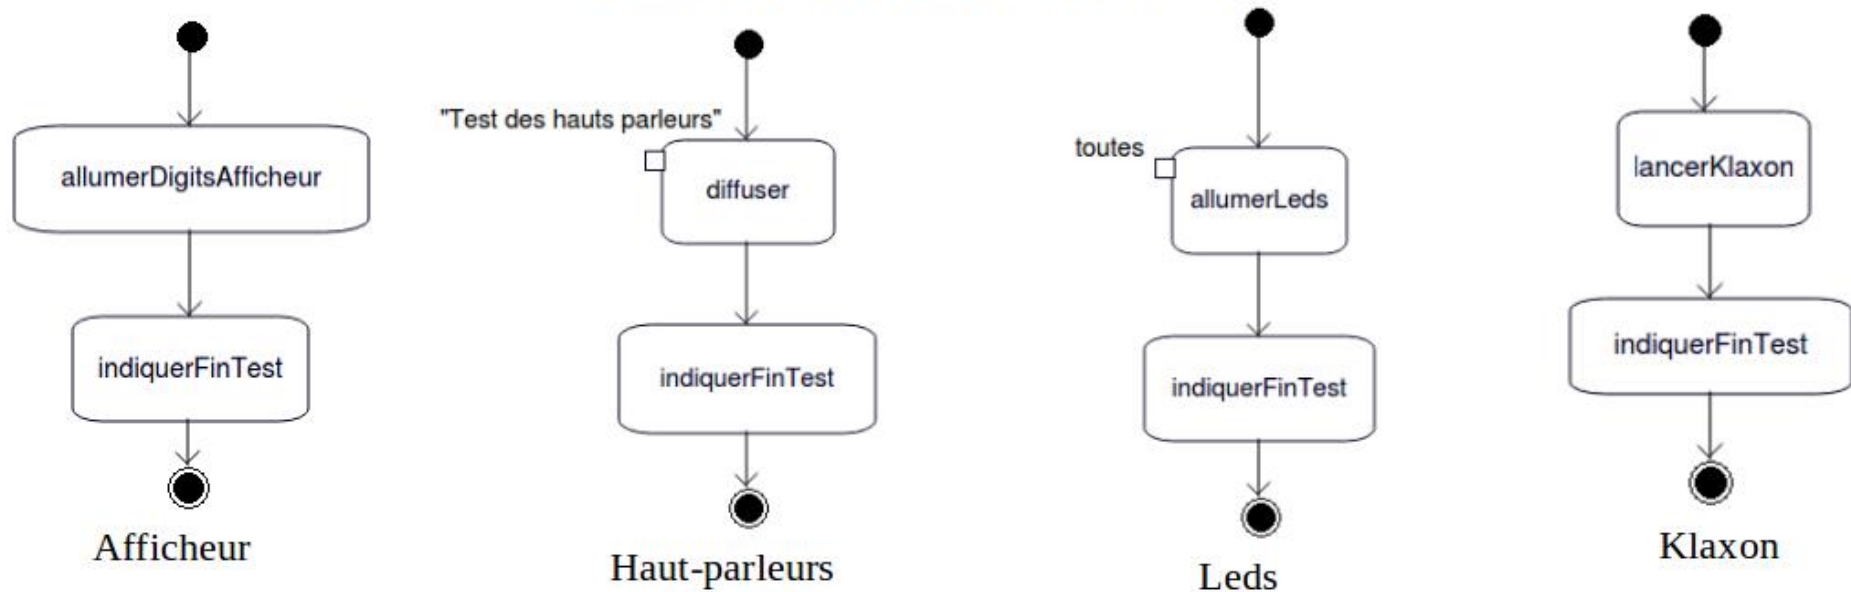 allumerDigitsAfficheur
indiquerFinTest
Afficheur
"Test des hauts parleurs"
diffuser
indiquerFinTest
Haut-parleurs
toutes
allumerLeds
indiquerFinTest
Leds
lancerKlaxon
indiquerFinTest
Klaxon